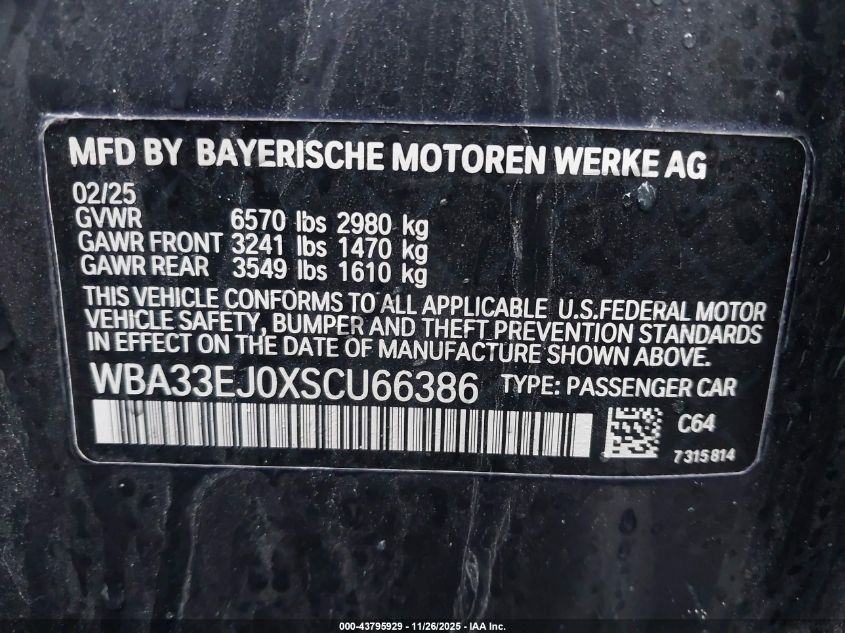 MFD BY BAYERISCHE MOTOREN WERKE AG
02/25
GVWR 6570 lbs 2980 kg
GAWR FRONT 3241 lbs 1470 kg
GAWR REAR 3549 lbs 1610 kg
THIS VEHICLE CONFORMS TO ALL APPLICABLE U.S.FEDERAL MOTOR
VEHICLE SAFETY, BUMPER AND THEFT PREVENTION STANDARDS
IN EFFECT ON THE DATE OF MANUFACTURE SHOWN ABOVE.
WBA33EJ0XSCU66386 TYPE: PASSENGER CAR
C64
7315814
000-43795929 - 11/26/2025 - IAA Inc.